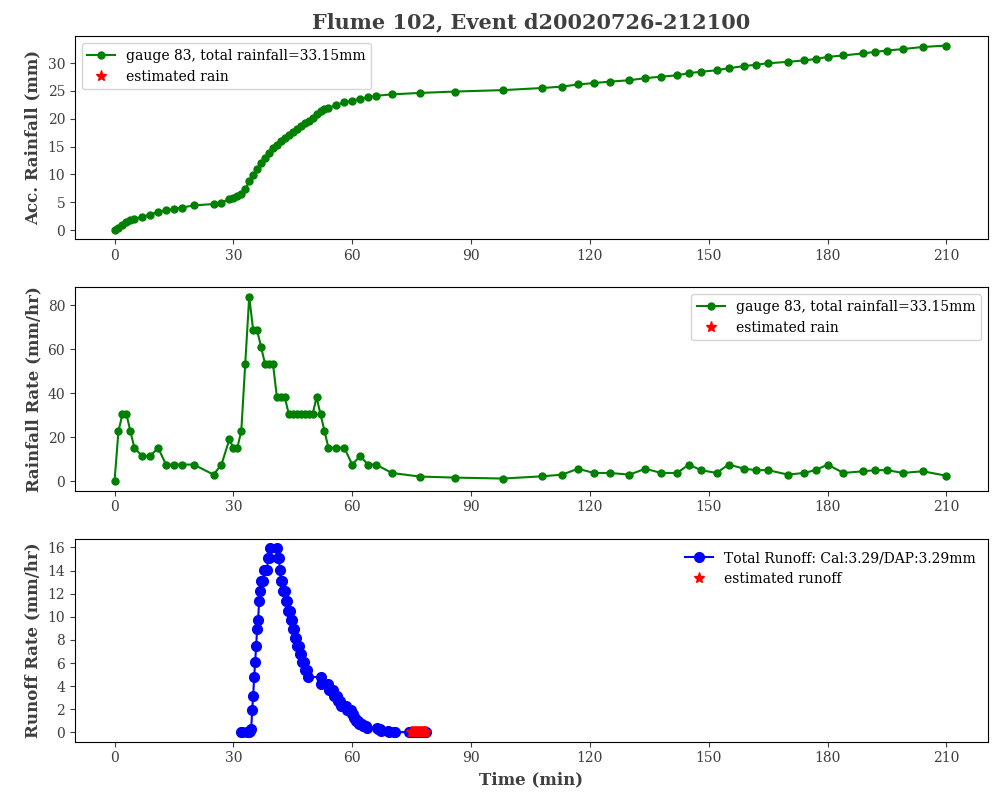 Flume 102, Event d20020726-212100
gauge 83, total rainfall=33.15mm
estimated rain
Acc. Rainfall (mm)
30
25
20
15
10
5
0
0 30 60 90 120 150 180 210
gauge 83, total rainfall=33.15mm
estimated rain
Rainfall Rate (mm/hr)
80
60
40
20
0
0 30 60 90 120 150 180 210
Total Runoff: Cal:3.29/DAP:3.29mm
estimated runoff
Runoff Rate (mm/hr)
16
14
12
10
8
6
4
2
0
0 30 60 90 120 150 180 210
Time (min)